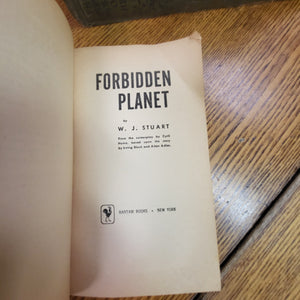 FORBIDDEN
PLANET
by
W. J. STUART
From the screenplay by Cyril
Hume, based upon the story
by Irving Block and Allen Adler.
BANTAM BOOKS • NEW YORK